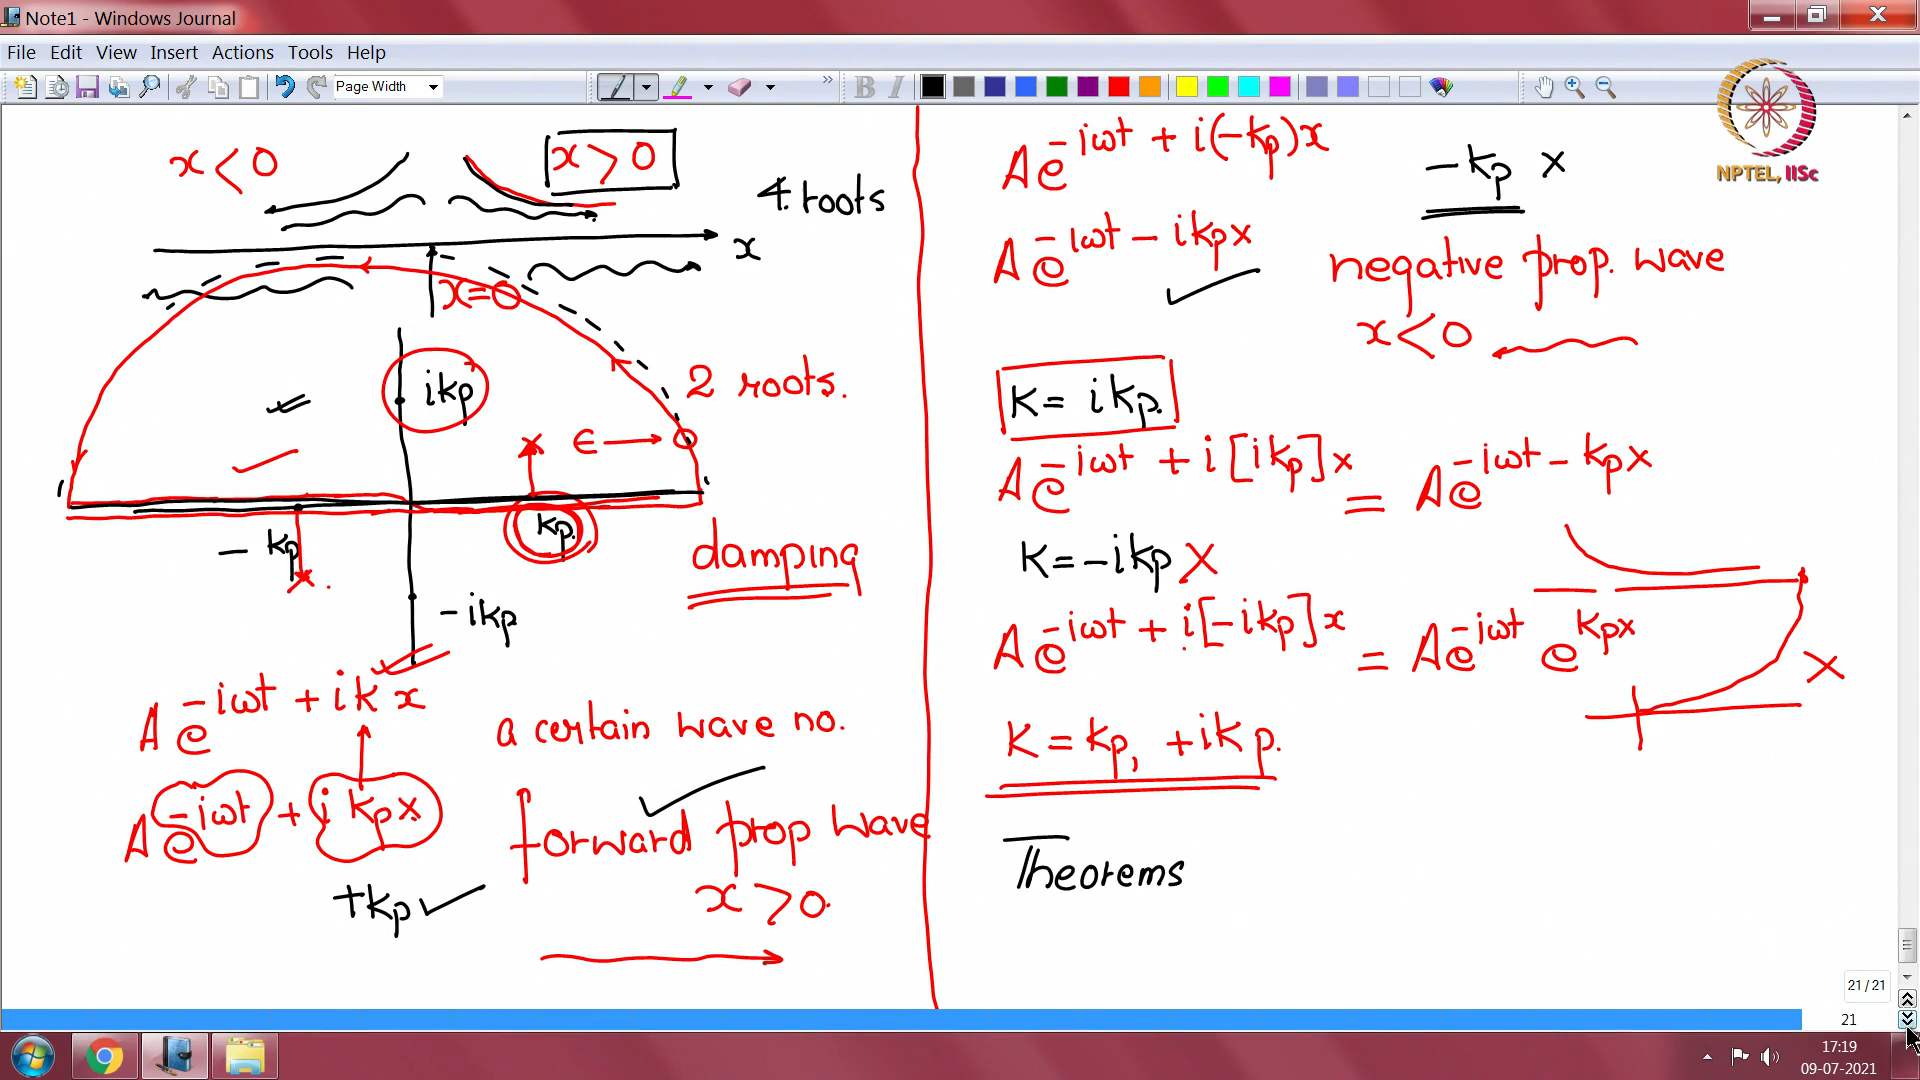 Note1 - Windows Journal
File Edit View Insert Actions Tools Help
Page Width
B I
NPTEL, IISc
x < 0
x > 0
4 roots
x
x=0
ikp
2 roots.
ϵ
- kp
kp.
damping
- ikp
A e^-iωt + ik x
a certain wave no.
A e^-iωt + i kp x
forward prop wave
+kp ✓
x > 0.
A e^-iωt + i(-kp)x
-kp x
A e^-iωt - ikpx
negative prop. wave
x < 0
K = ikp.
A e^-iωt + i[ikp]x = A e^-iωt - kpx
K = -ikp X
A e^-iωt + i[-ikp]x = A e^-iωt e^kpx
X
K = kp, +ikp.
Theorems
21 / 21
21
17:19
09-07-2021